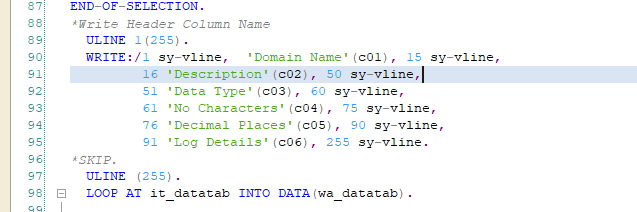 87 END-OF-SELECTION.
88 *Write Header Column Name
89 ULINE 1(255).
90 WRITE:/1 sy-vline, 'Domain Name'(c01), 15 sy-vline,
91 16 'Description'(c02), 50 sy-vline,
92 51 'Data Type'(c03), 60 sy-vline,
93 61 'No Characters'(c04), 75 sy-vline,
94 76 'Decimal Places'(c05), 90 sy-vline,
95 91 'Log Details'(c06), 255 sy-vline.
96 *SKIP.
97 ULINE (255).
98 LOOP AT it_datatab INTO DATA(wa_datatab).
99